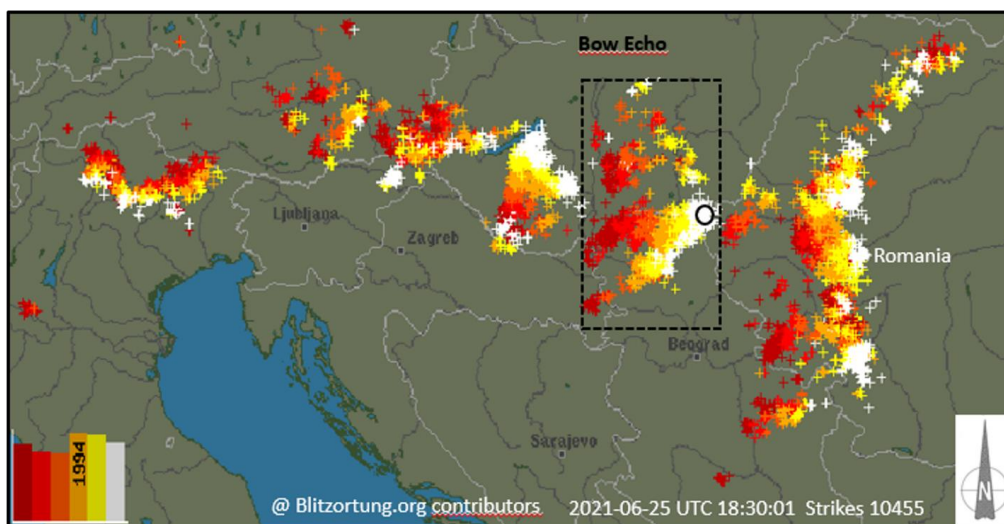 Bow Echo
Ljubljana
Zagreb
Romania
Beograd
1994
Sarajevo
N
@ Blitzortung.org contributors 2021-06-25 UTC 18:30:01 Strikes 10455